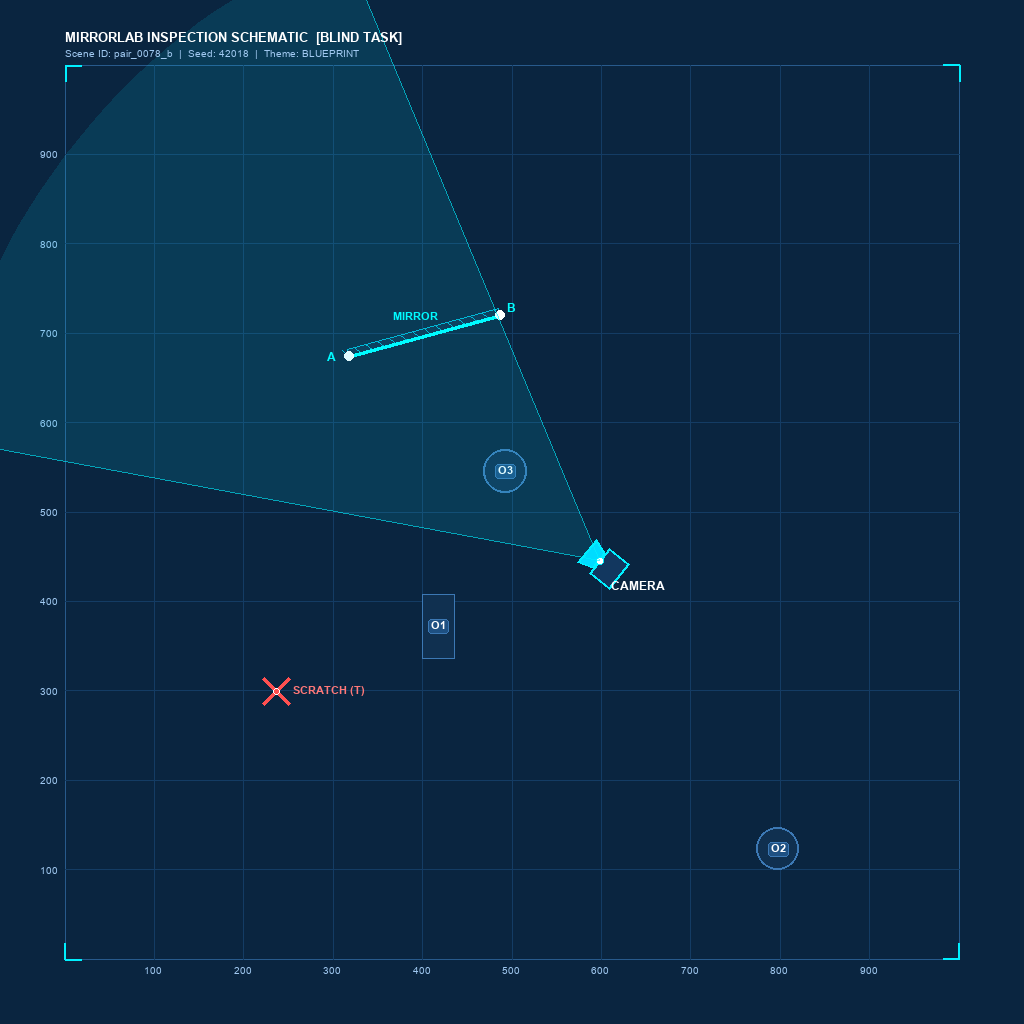 MIRRORLAB INSPECTION SCHEMATIC [BLIND TASK]
Scene ID: pair_0078_b | Seed: 42018 | Theme: BLUEPRINT
900
800
700
600
500
400
300
200
100
MIRROR
B
A
O3
CAMERA
O1
SCRATCH (T)
O2
100 200 300 400 500 600 700 800 900